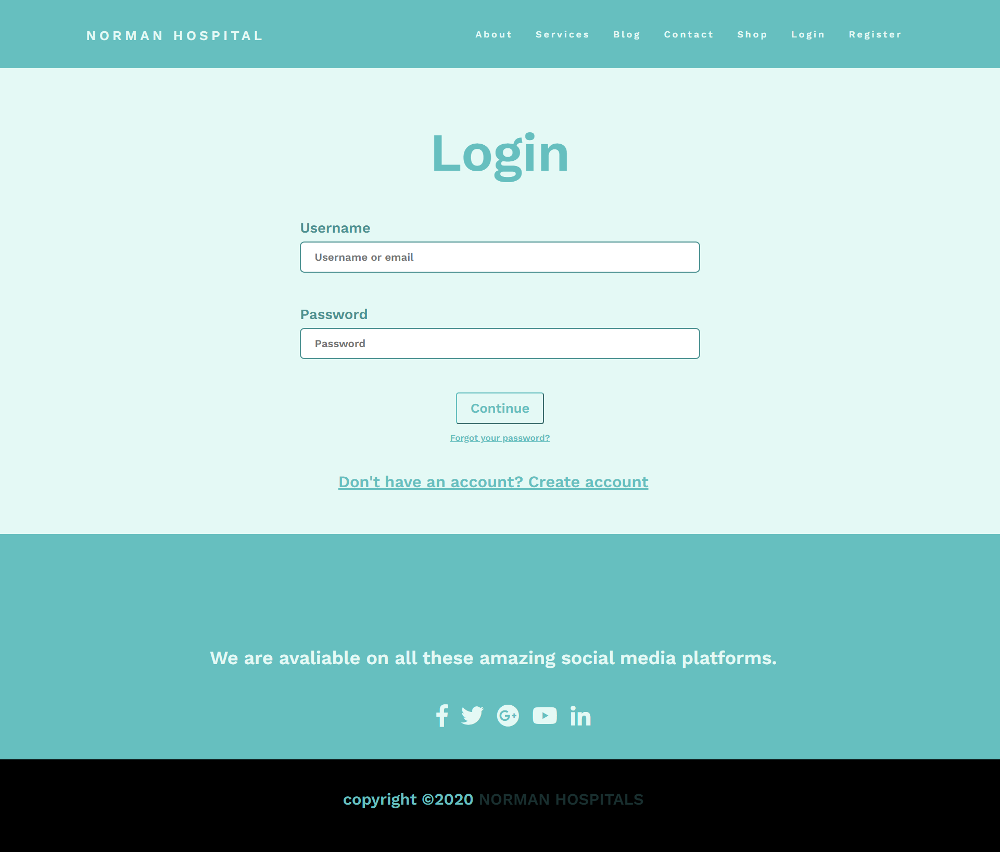 NORMAN HOSPITAL
About Services Blog Contact Shop Login Register
Login
Username
Username or email
Password
Password
Continue
Forgot your password?
Don't have an account? Create account
We are avaliable on all these amazing social media platforms.
copyright ©2020 NORMAN HOSPITALS